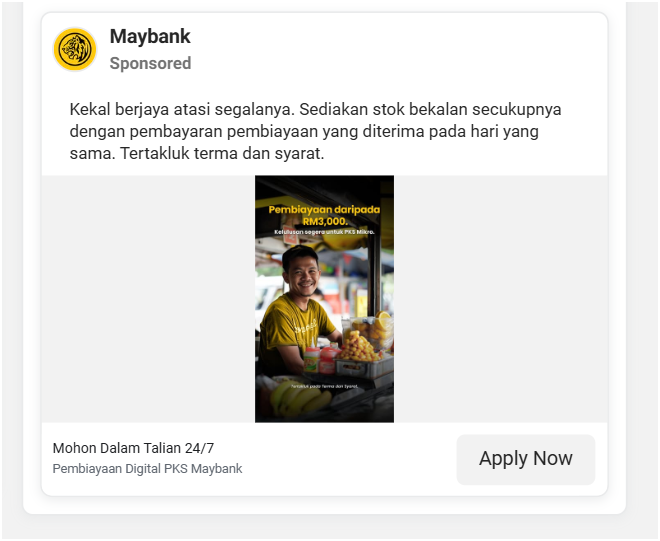 Maybank
Sponsored
Kekal berjaya atasi segalanya. Sediakan stok bekalan secukupnya
dengan pembayaran pembiayaan yang diterima pada hari yang
sama. Tertakluk terma dan syarat.
Pembiayaan daripada
RM3,000.
Kelulusan segera untuk PKS Mikro.
Tertakluk pada Terma dan Syarat.
Mohon Dalam Talian 24/7
Pembiayaan Digital PKS Maybank
Apply Now